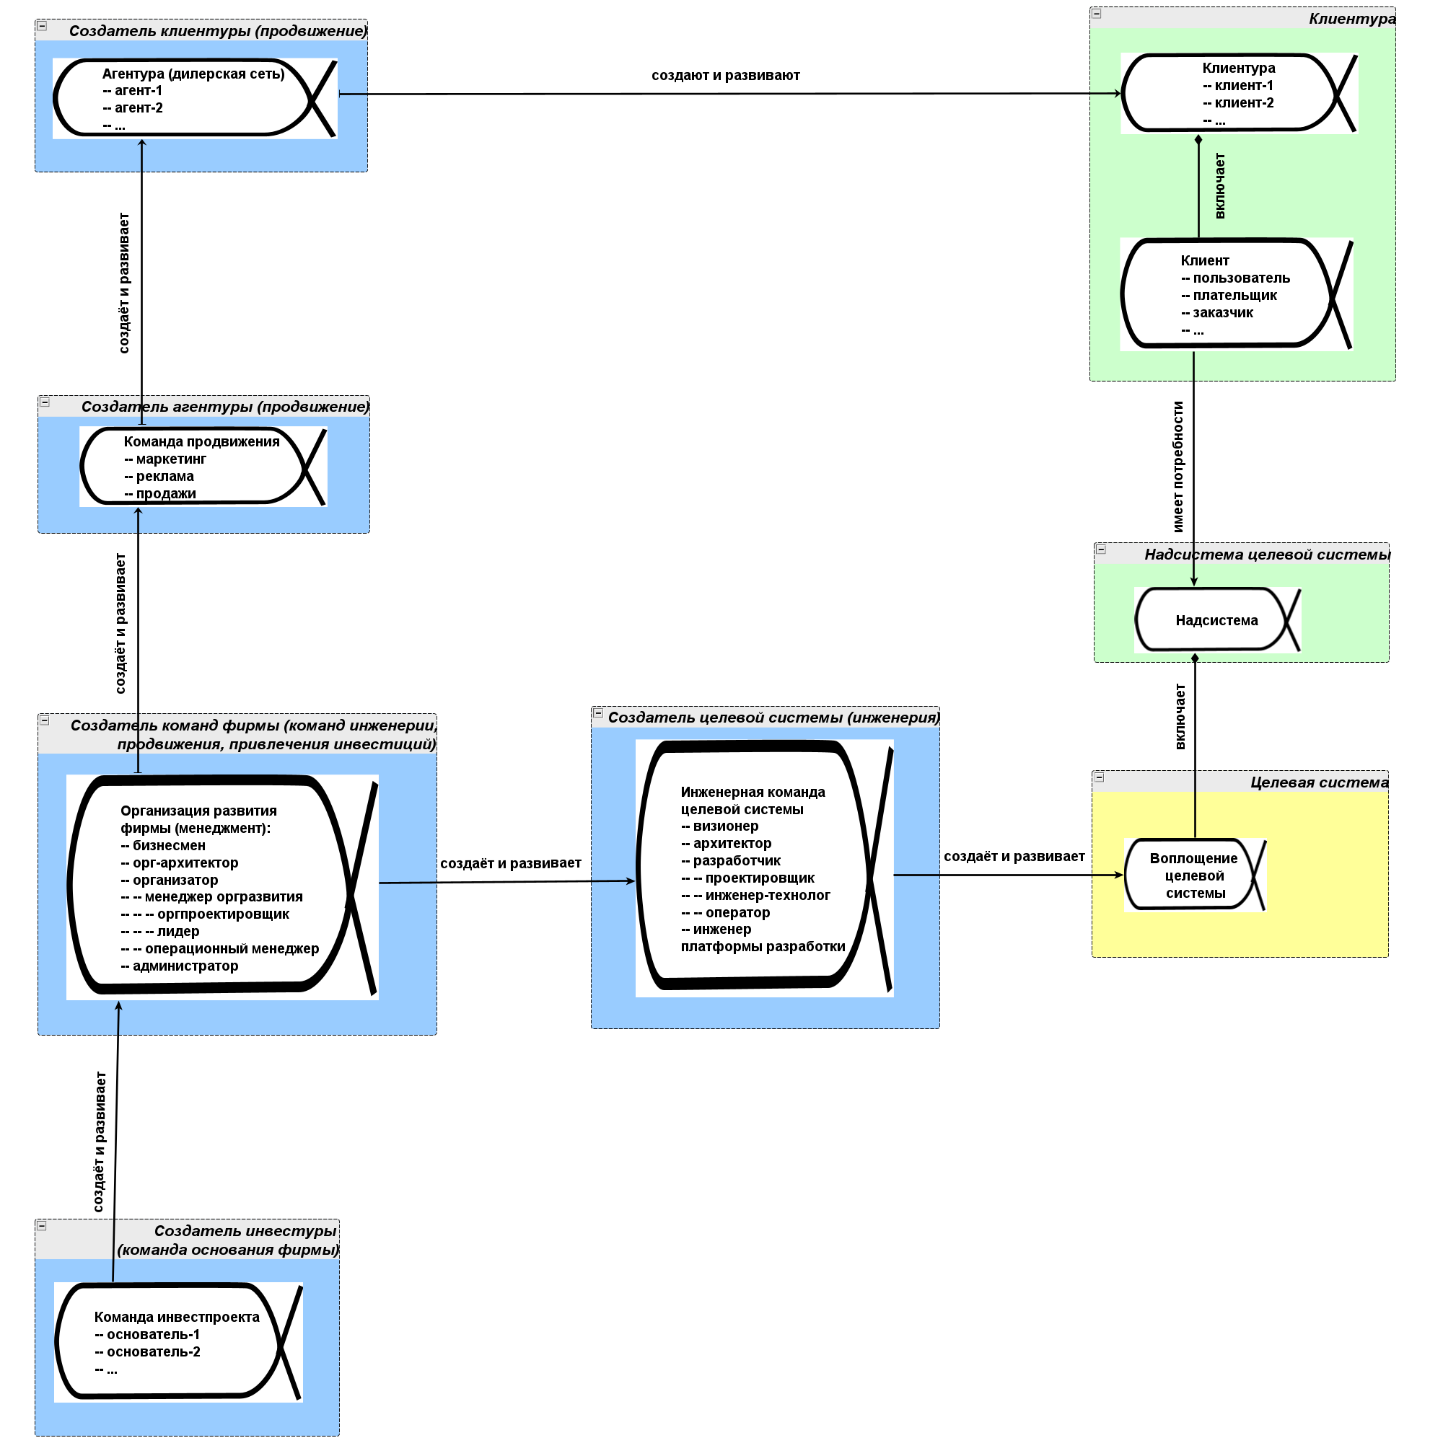 Создатель клиентуры (продвижение)
Агентура (дилерская сеть)
-- агент-1
-- агент-2
-- ...
создают и развивают
Клиентура
Клиентура
-- клиент-1
-- клиент-2
-- ...
включает
Клиент
-- пользователь
-- плательщик
-- заказчик
-- ...
создаёт и развивает
Создатель агентуры (продвижение)
Команда продвижения
-- маркетинг
-- реклама
-- продажи
имеет потребности
Надсистема целевой системы
Надсистема
создаёт и развивает
включает
Создатель команд фирмы (команд инженерии,
продвижения, привлечения инвестиций)
Организация развития
фирмы (менеджмент):
-- бизнесмен
-- орг-архитектор
-- организатор
-- -- менеджер оргразвития
-- -- -- оргпроектировщик
-- -- -- лидер
-- -- операционный менеджер
-- администратор
создаёт и развивает
Создатель целевой системы (инженерия)
Инженерная команда
целевой системы
-- визионер
-- архитектор
-- разработчик
-- -- проектировщик
-- -- инженер-технолог
-- -- оператор
-- инженер
платформы разработки
создаёт и развивает
Целевая система
Воплощение
целевой
системы
создаёт и развивает
Создатель инвестуры
(команда основания фирмы)
Команда инвестпроекта
-- основатель-1
-- основатель-2
-- ...